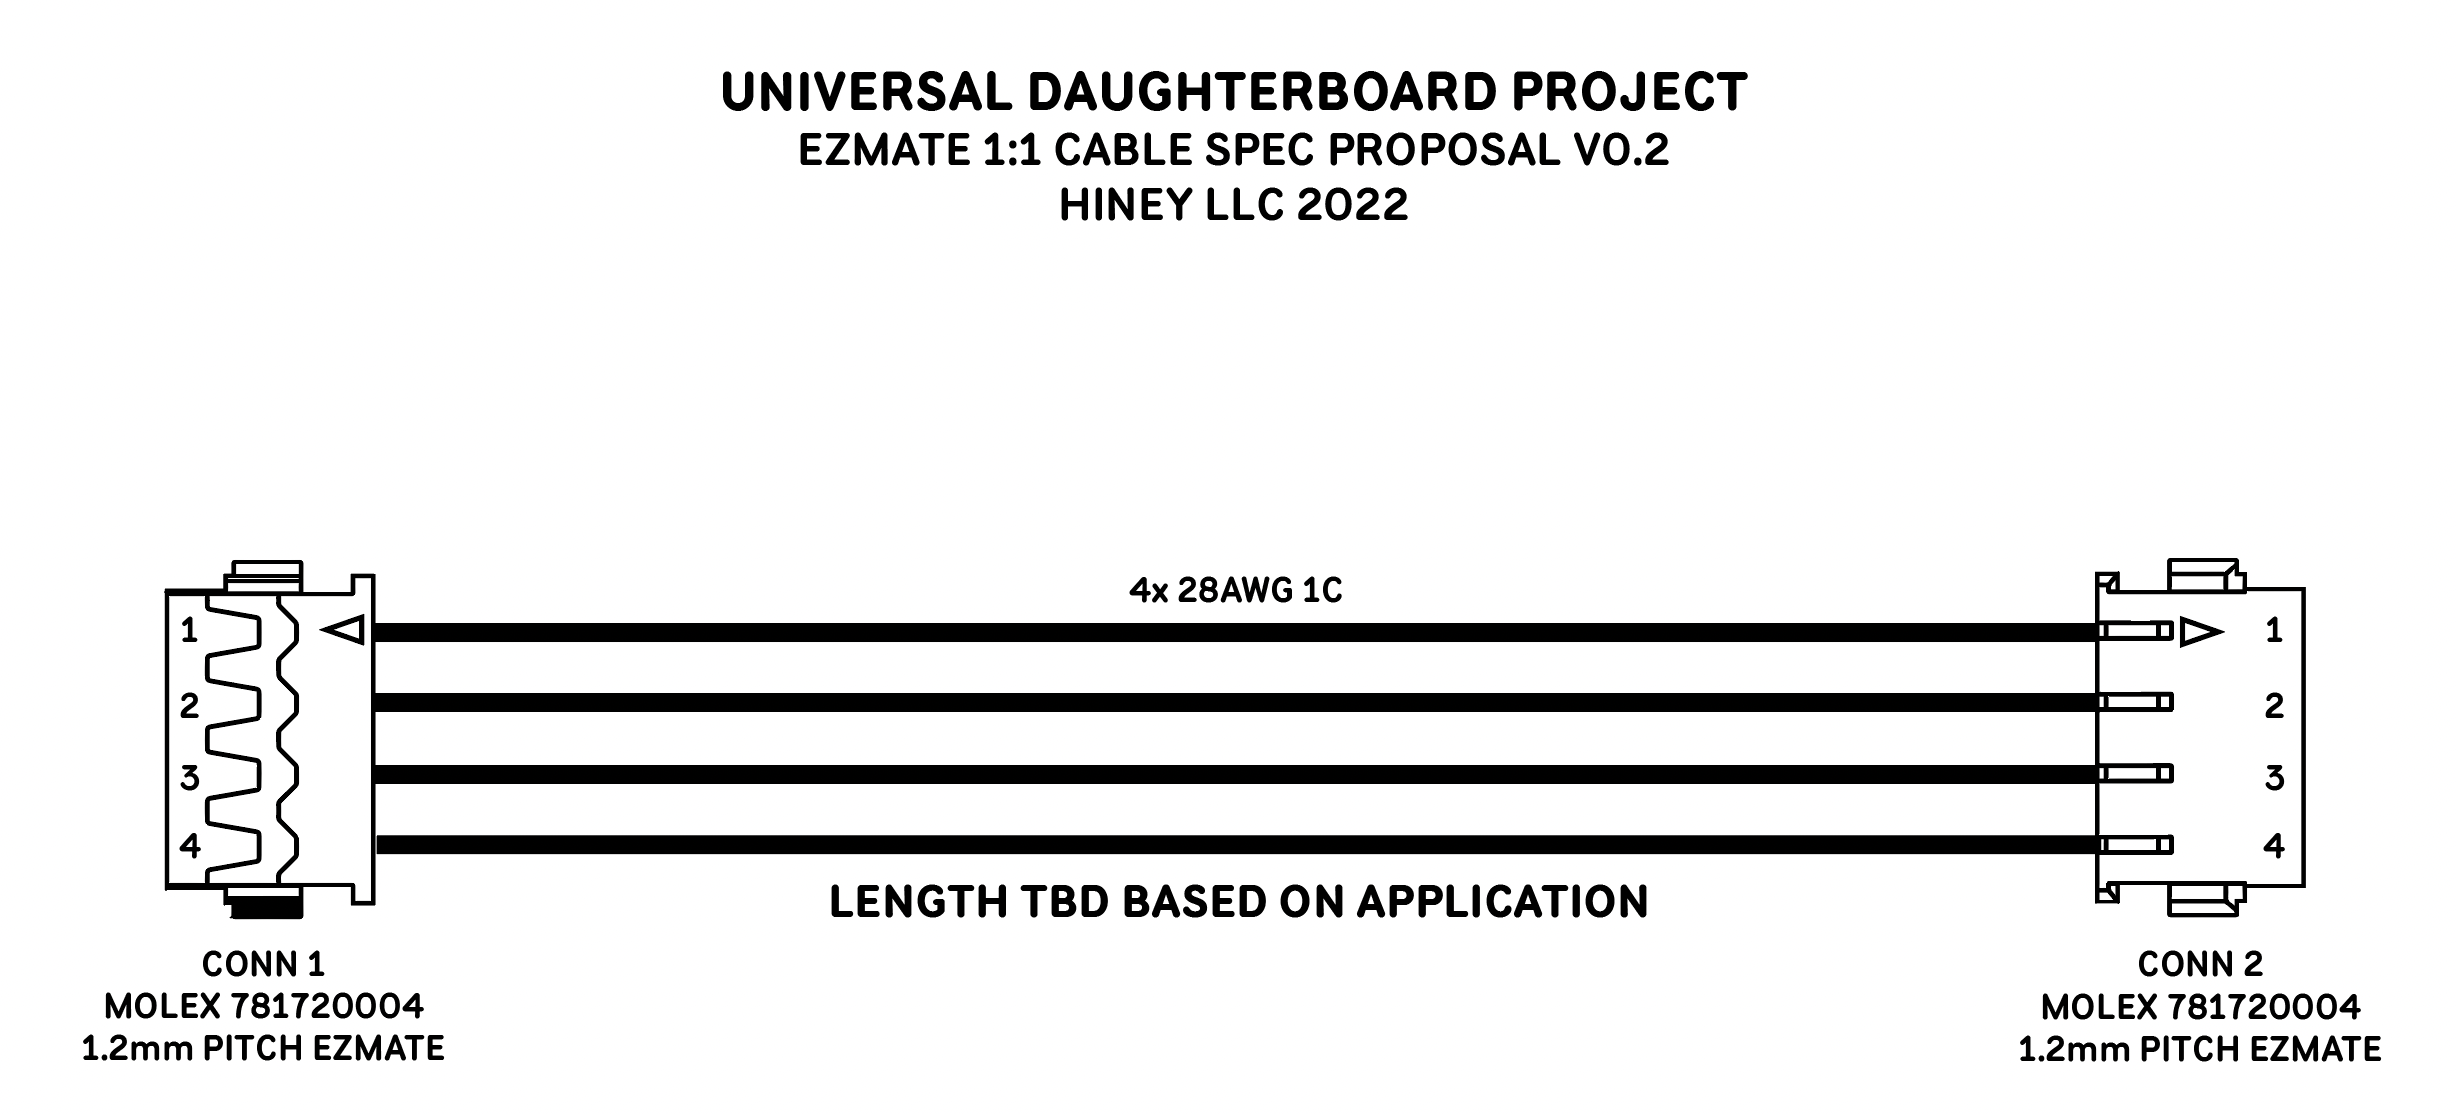 UNIVERSAL DAUGHTERBOARD PROJECT
EZMATE 1:1 CABLE SPEC PROPOSAL V0.2
HINEY LLC 2022
4x 28AWG 1C
1
2
3
4
1
2
3
4
LENGTH TBD BASED ON APPLICATION
CONN 1
MOLEX 781720004
1.2mm PITCH EZMATE
CONN 2
MOLEX 781720004
1.2mm PITCH EZMATE